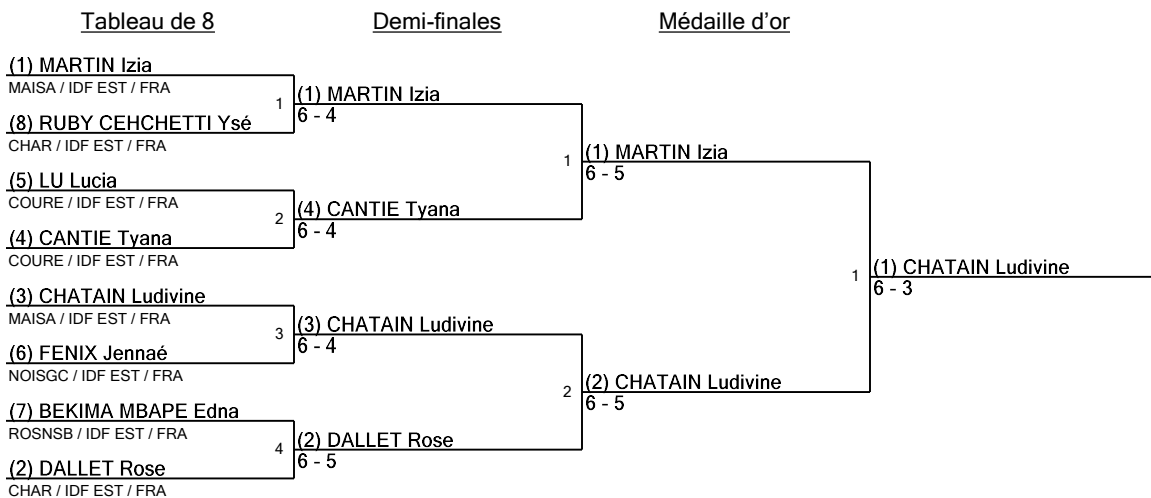 Tableau de 8
Demi-finales
Médaille d'or
(1) MARTIN Izia
MAISA / IDF EST / FRA
1
(1) MARTIN Izia
6 - 4
(8) RUBY CEHCHETTI Ysé
CHAR / IDF EST / FRA
1
(1) MARTIN Izia
6 - 5
(5) LU Lucia
COURE / IDF EST / FRA
2
(4) CANTIE Tyana
6 - 4
(4) CANTIE Tyana
COURE / IDF EST / FRA
1
(1) CHATAIN Ludivine
6 - 3
(3) CHATAIN Ludivine
MAISA / IDF EST / FRA
3
(3) CHATAIN Ludivine
6 - 4
(6) FENIX Jennaé
NOISGC / IDF EST / FRA
2
(2) CHATAIN Ludivine
6 - 5
(7) BEKIMA MBAPE Edna
ROSNSB / IDF EST / FRA
4
(2) DALLET Rose
6 - 5
(2) DALLET Rose
CHAR / IDF EST / FRA